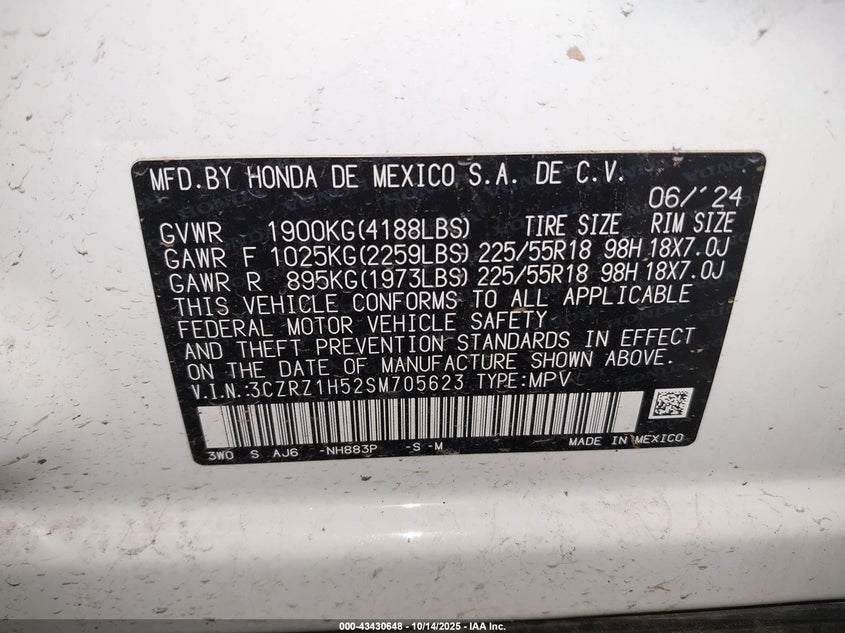 MFD.BY HONDA DE MEXICO S.A. DE C.V.
06/'24
GVWR 1900KG(4188LBS) TIRE SIZE RIM SIZE
GAWR F 1025KG(2259LBS) 225/55R18 98H 18X7.0J
GAWR R 895KG(1973LBS) 225/55R18 98H 18X7.0J
THIS VEHICLE CONFORMS TO ALL APPLICABLE
FEDERAL MOTOR VEHICLE SAFETY
AND THEFT PREVENTION STANDARDS IN EFFECT
ON THE DATE OF MANUFACTURE SHOWN ABOVE.
V.I.N.:3CZRZ1H52SM705623 TYPE:MPV
3W0 S AJ6 -NH883P -S -M MADE IN MEXICO
000-43430648 - 10/14/2025 - IAA Inc.